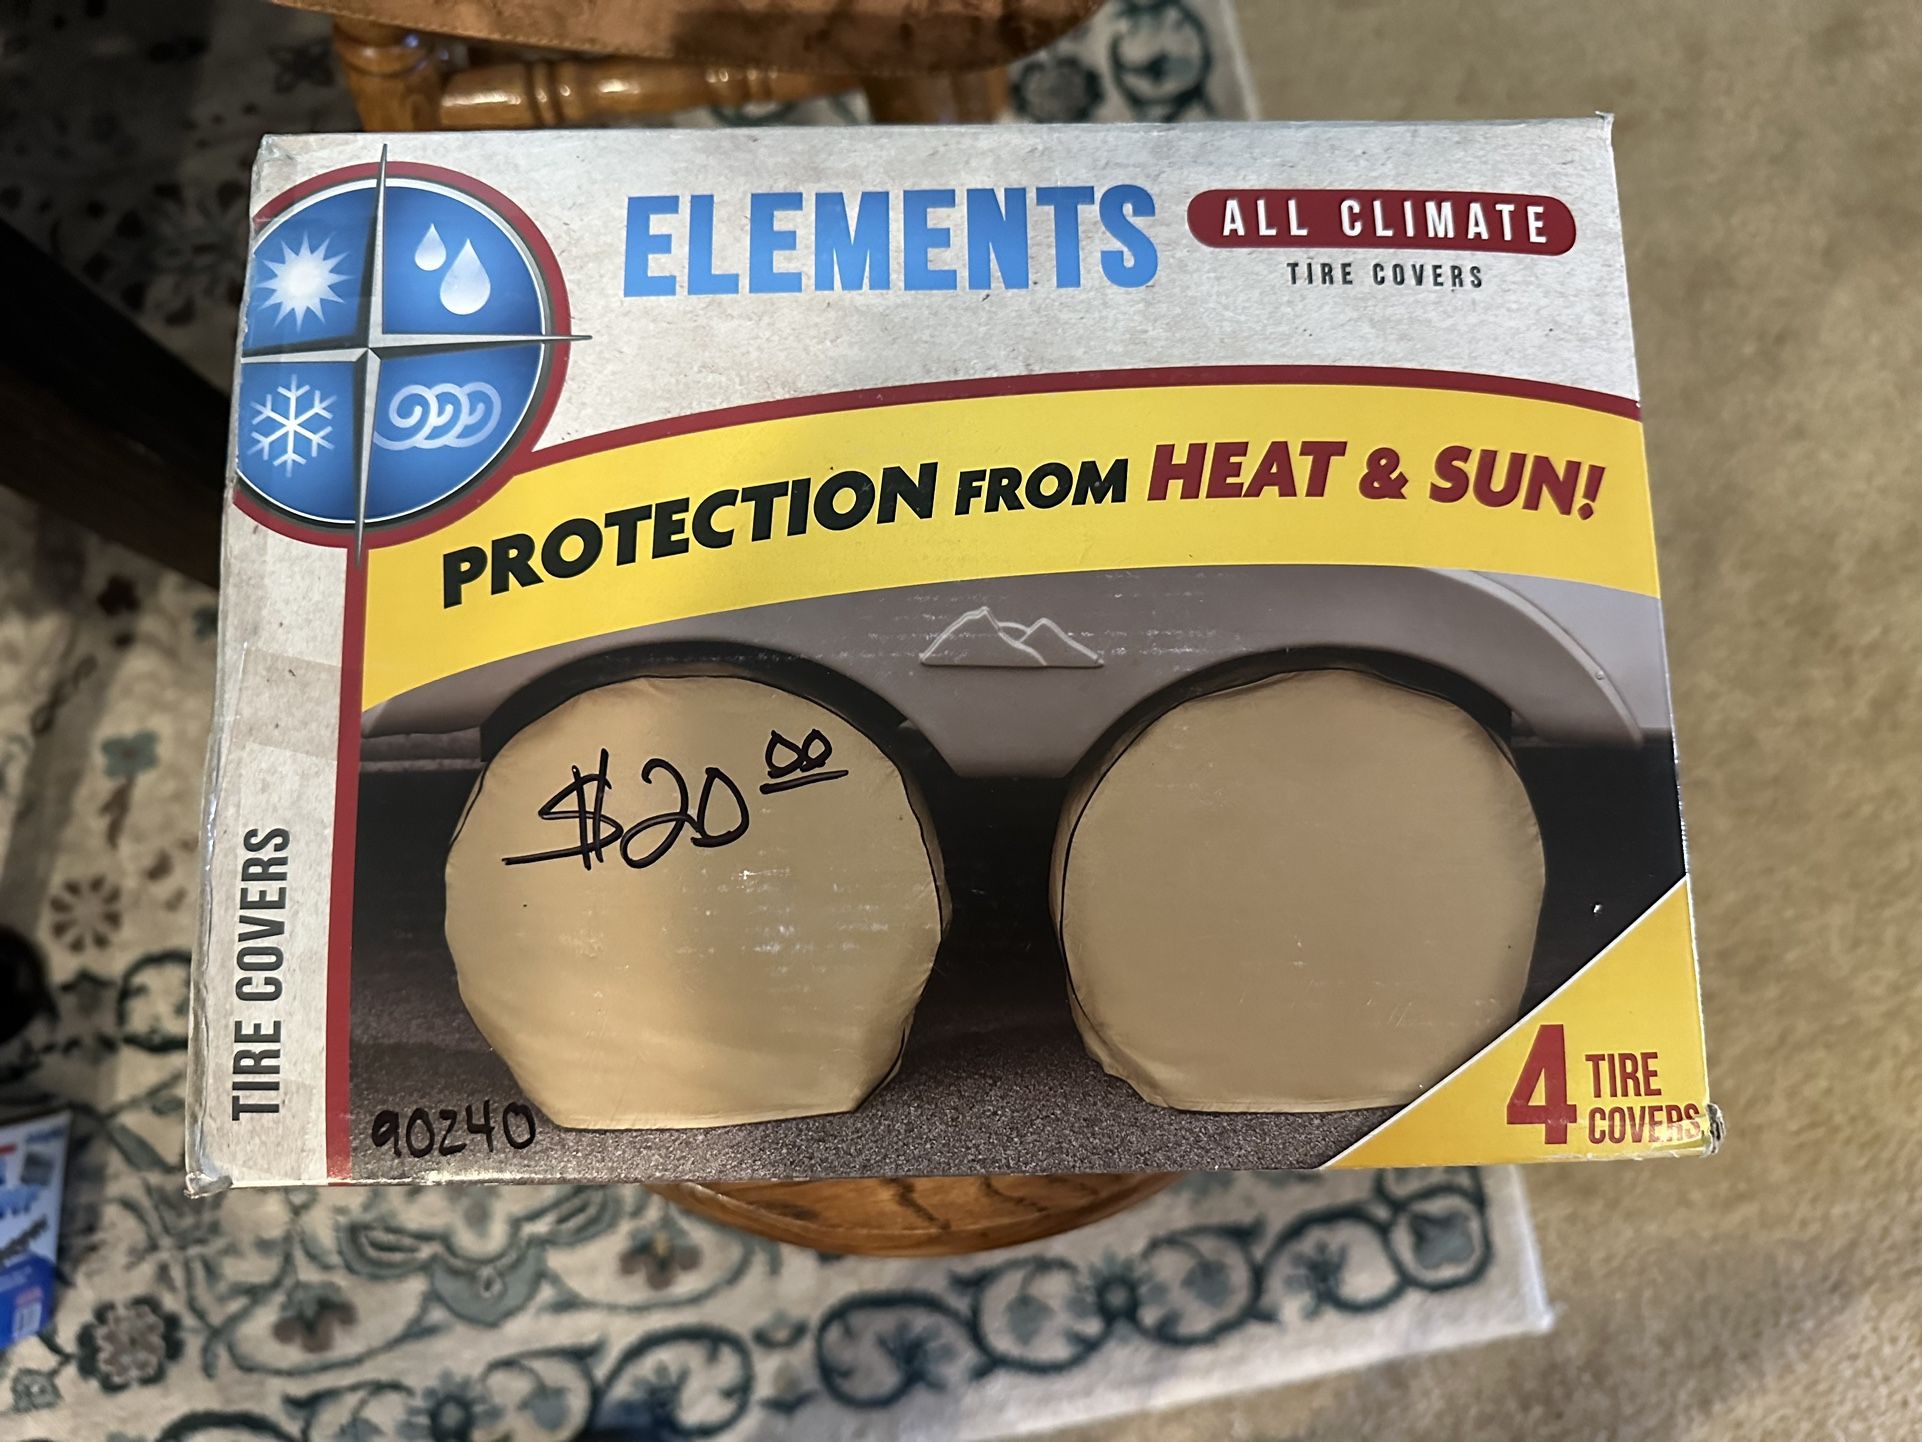 ELEMENTS
ALL CLIMATE
TIRE COVERS
PROTECTION FROM HEAT & SUN!
$20.00
TIRE COVERS
90240
4 TIRE
COVERS